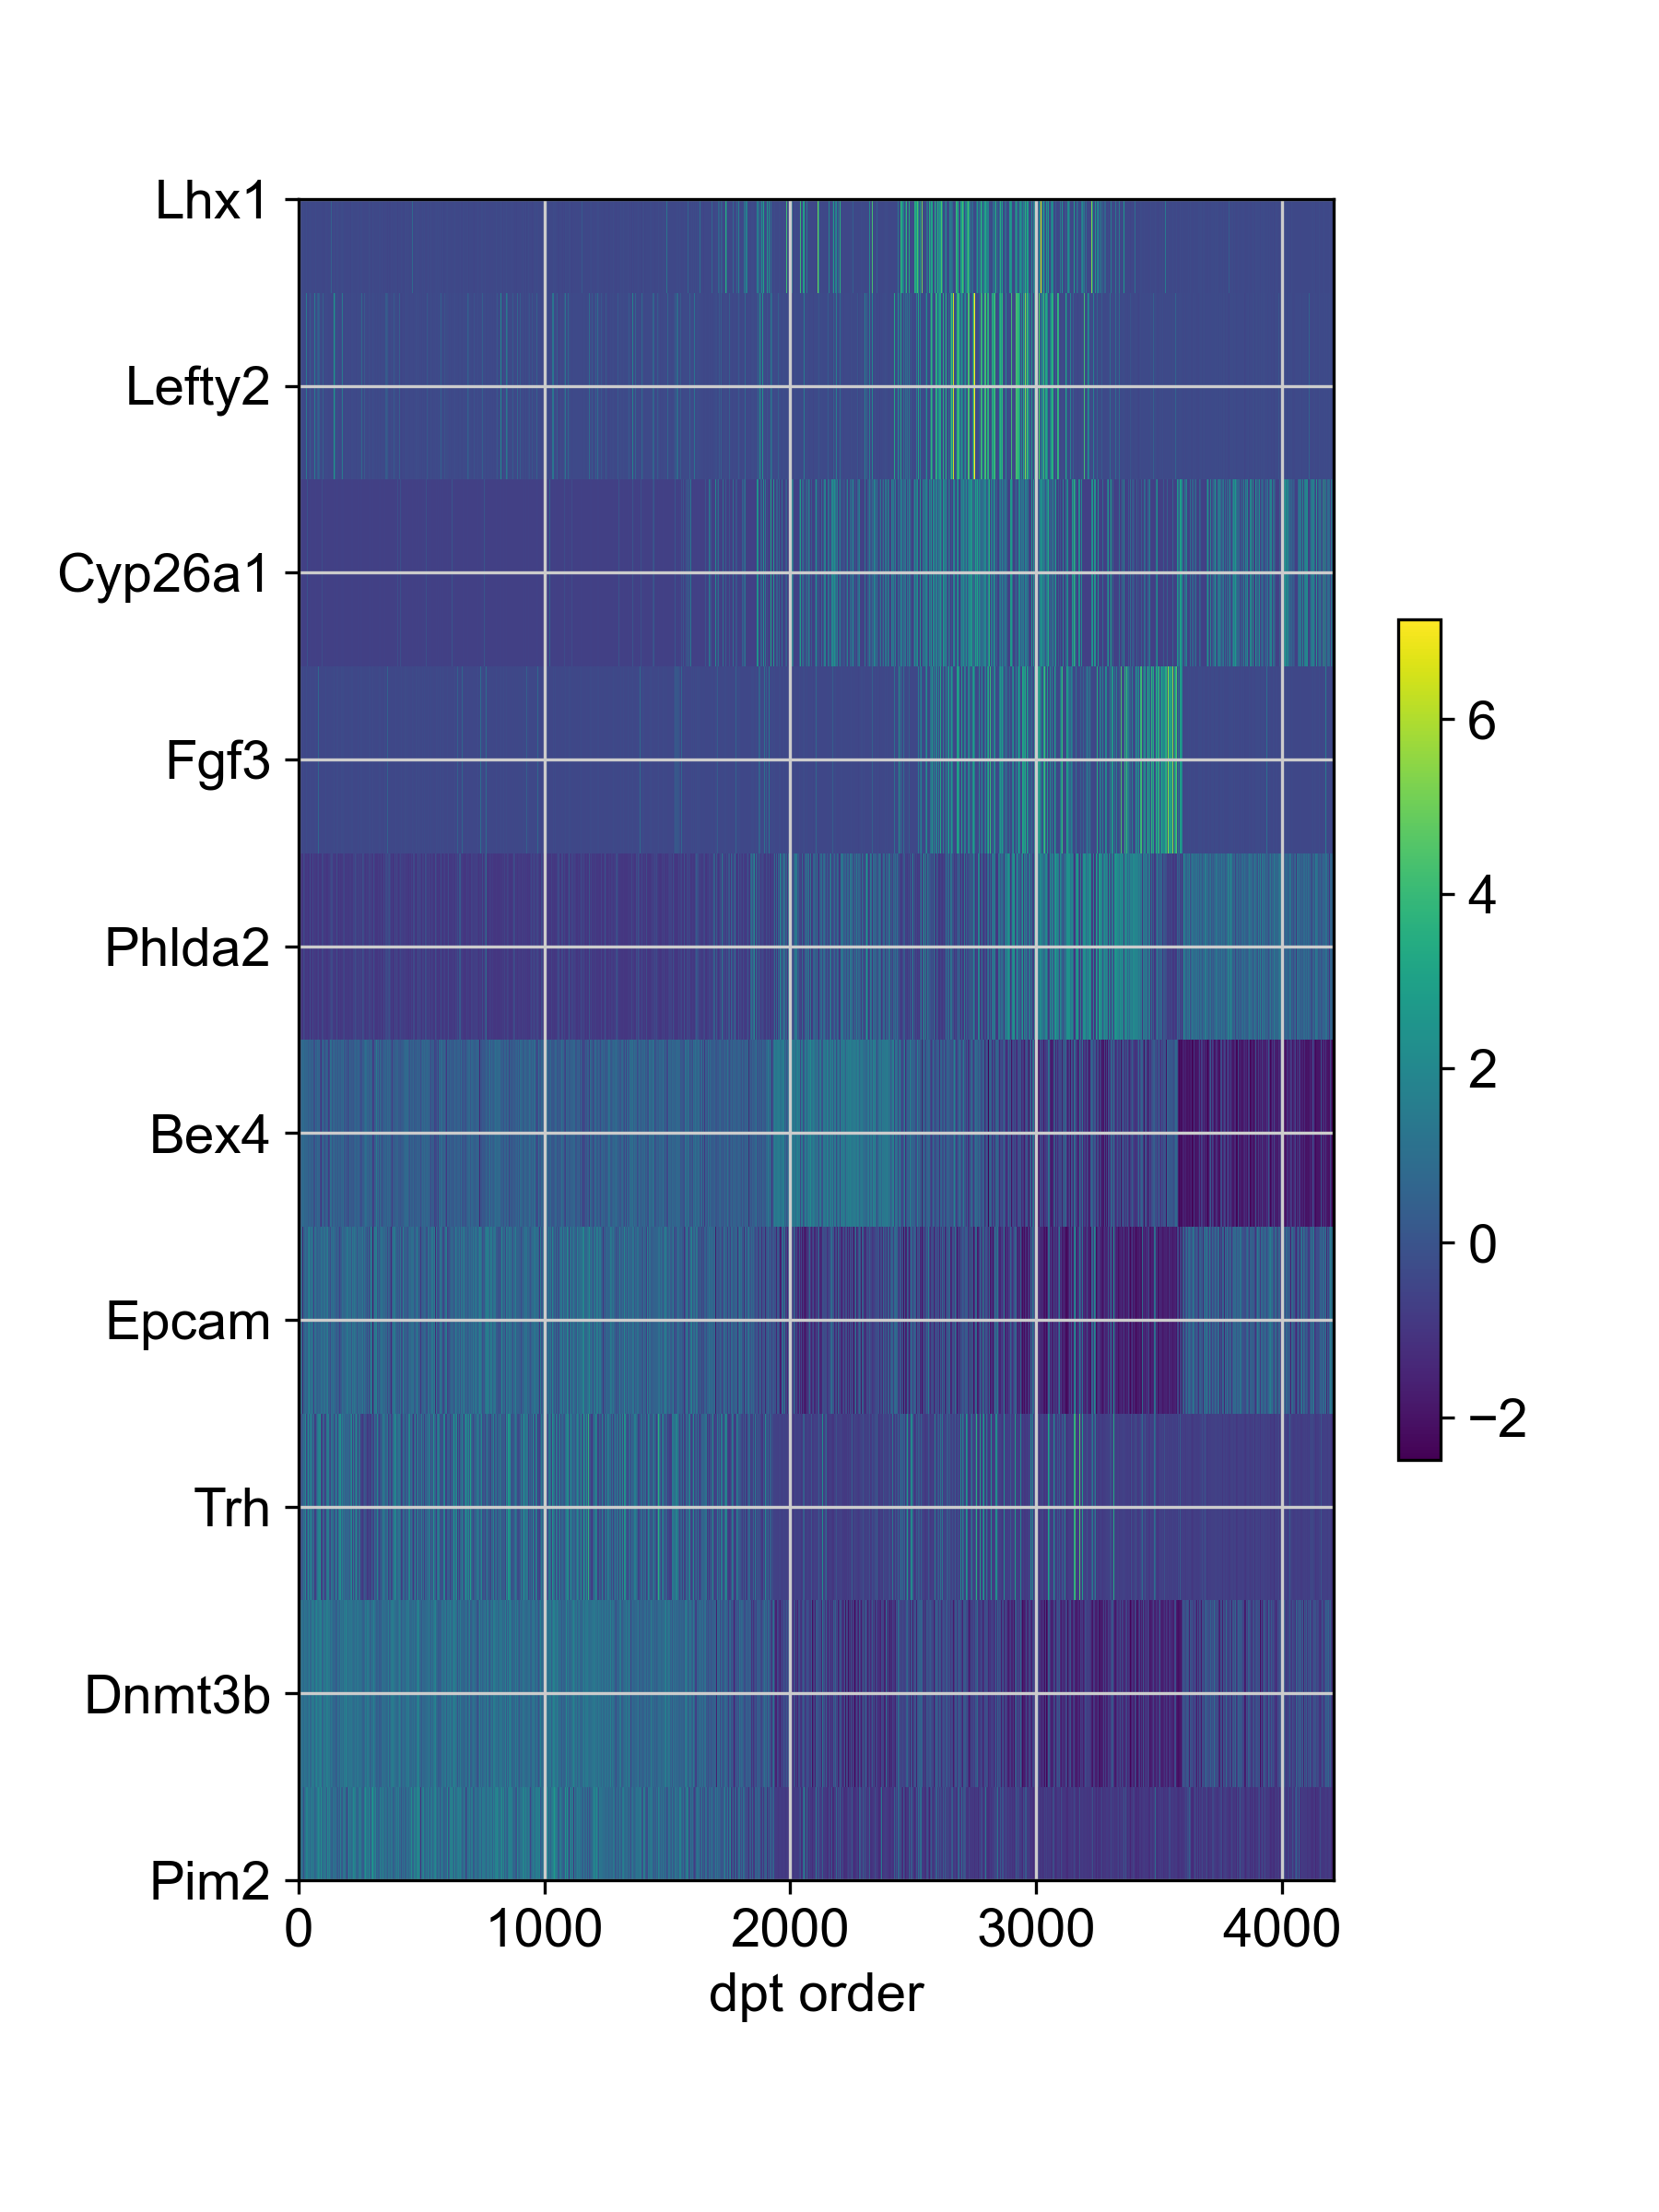 Lhx1
Lefty2
Cyp26a1
Fgf3
Phlda2
Bex4
Epcam
Trh
Dnmt3b
Pim2
0 1000 2000 3000 4000
dpt order
6
4
2
0
−2